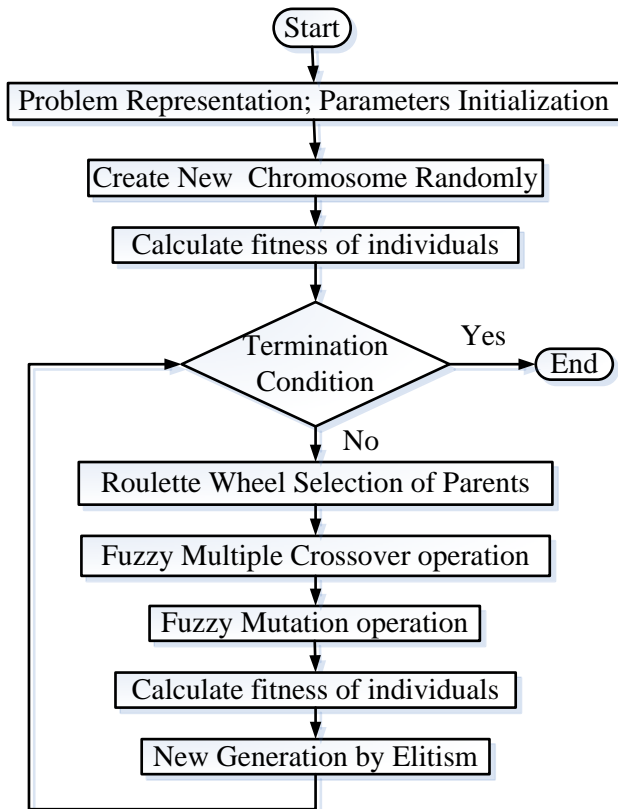 Start
Problem Representation; Parameters Initialization
Create New Chromosome Randomly
Calculate fitness of individuals
Termination
Condition
Yes
End
No
Roulette Wheel Selection of Parents
Fuzzy Multiple Crossover operation
Fuzzy Mutation operation
Calculate fitness of individuals
New Generation by Elitism